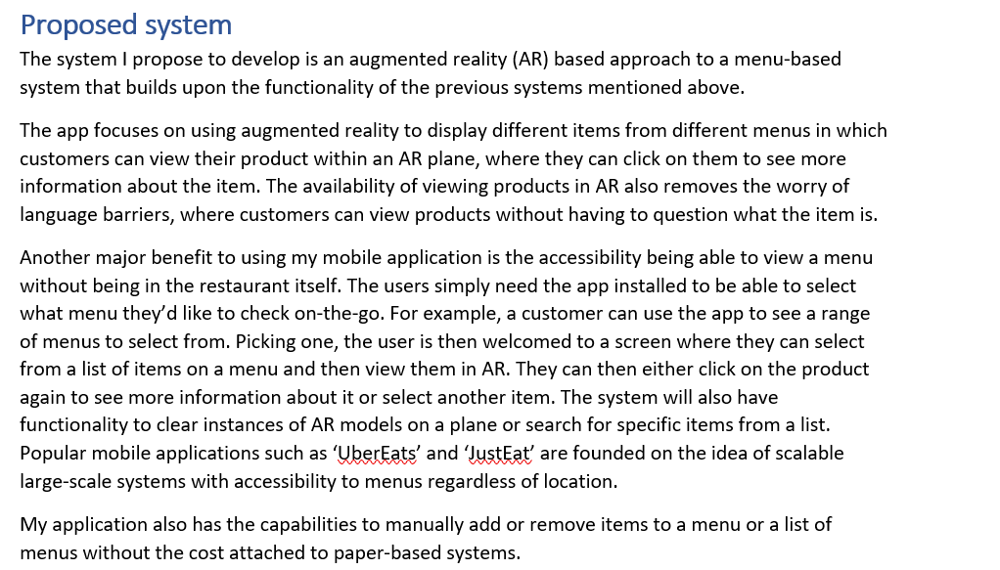 Proposed system
The system I propose to develop is an augmented reality (AR) based approach to a menu-based
system that builds upon the functionality of the previous systems mentioned above.
The app focuses on using augmented reality to display different items from different menus in which
customers can view their product within an AR plane, where they can click on them to see more
information about the item. The availability of viewing products in AR also removes the worry of
language barriers, where customers can view products without having to question what the item is.
Another major benefit to using my mobile application is the accessibility being able to view a menu
without being in the restaurant itself. The users simply need the app installed to be able to select
what menu they’d like to check on-the-go. For example, a customer can use the app to see a range
of menus to select from. Picking one, the user is then welcomed to a screen where they can select
from a list of items on a menu and then view them in AR. They can then either click on the product
again to see more information about it or select another item. The system will also have
functionality to clear instances of AR models on a plane or search for specific items from a list.
Popular mobile applications such as ‘UberEats’ and ‘JustEat’ are founded on the idea of scalable
large-scale systems with accessibility to menus regardless of location.
My application also has the capabilities to manually add or remove items to a menu or a list of
menus without the cost attached to paper-based systems.